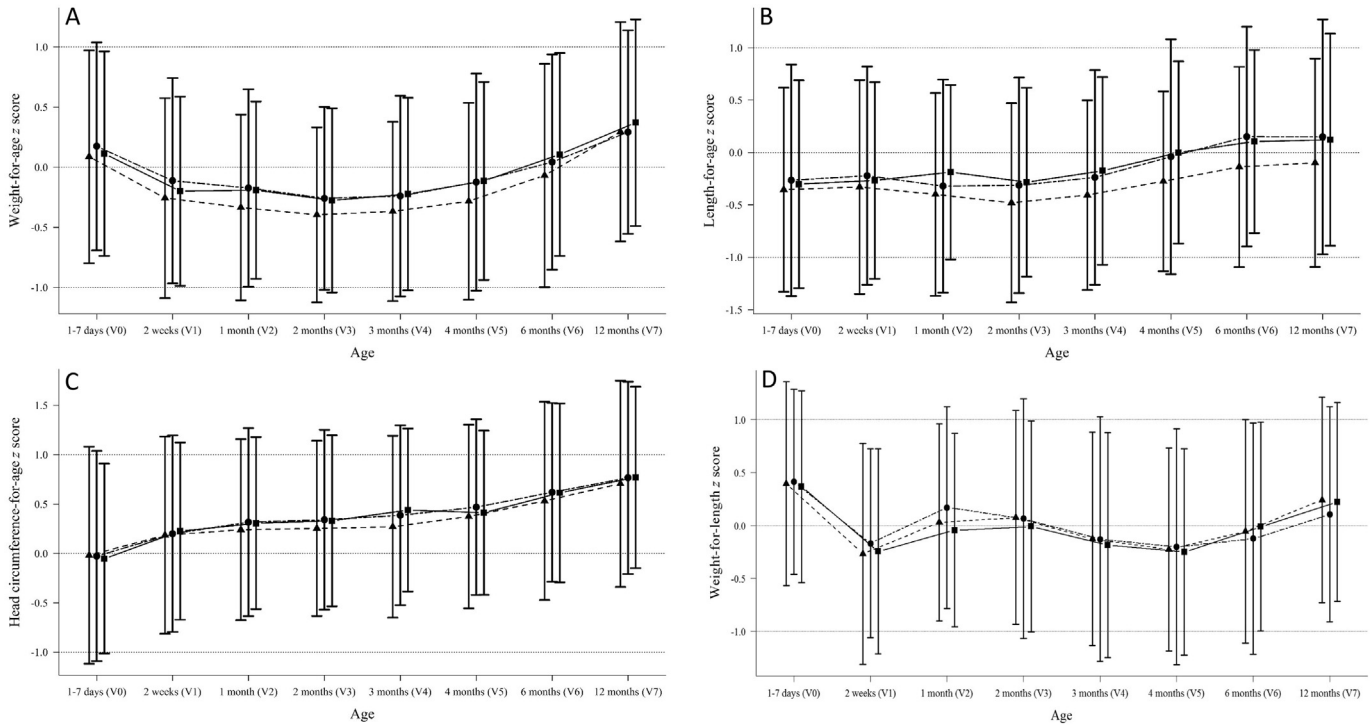 A
Weight-for-age z score
1.0
0.5
0.0
-0.5
-1.0
1-7 days (V0) 2 weeks (V1) 1 month (V2) 2 months (V3) 3 months (V4) 4 months (V5) 6 months (V6) 12 months (V7)
Age
B
Length-for-age z score
1.0
0.5
0.0
-0.5
-1.0
-1.5
1-7 days (V0) 2 weeks (V1) 1 month (V2) 2 months (V3) 3 months (V4) 4 months (V5) 6 months (V6) 12 months (V7)
Age
C
Head circumference-for-age z score
1.5
1.0
0.5
0.0
-0.5
-1.0
1-7 days (V0) 2 weeks (V1) 1 month (V2) 2 months (V3) 3 months (V4) 4 months (V5) 6 months (V6) 12 months (V7)
Age
D
Weight-for-length z score
1.0
0.5
0.0
-0.5
-1.0
1-7 days (V0) 2 weeks (V1) 1 month (V2) 2 months (V3) 3 months (V4) 4 months (V5) 6 months (V6) 12 months (V7)
Age